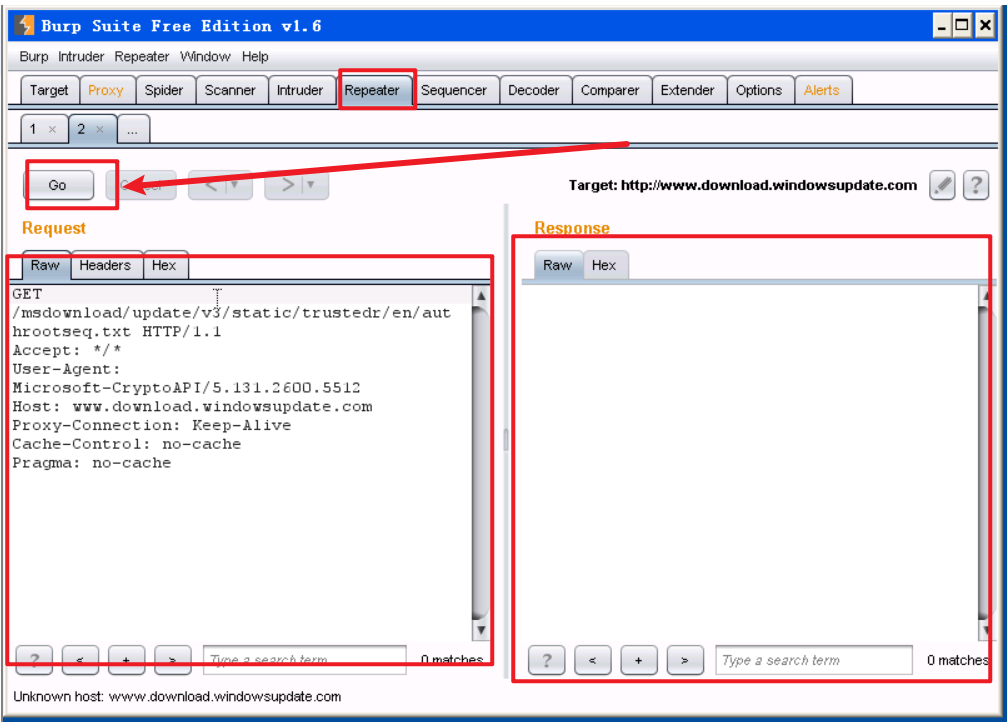 Burp Suite Free Edition v1.6
Burp Intruder Repeater Window Help
Target Proxy Spider Scanner Intruder Repeater Sequencer Decoder Comparer Extender Options Alerts
1 × 2 × ...
Go < > Target: http://www.download.windowsupdate.com ?
Request Response
Raw Headers Hex Raw Hex
GET
/msdownload/update/v3/static/trustedr/en/aut
hrootseq.txt HTTP/1.1
Accept: */*
User-Agent:
Microsoft-CryptoAPI/5.131.2600.5512
Host: www.download.windowsupdate.com
Proxy-Connection: Keep-Alive
Cache-Control: no-cache
Pragma: no-cache
? < + > Type a search term 0 matches ? < + > Type a search term 0 matches
Unknown host: www.download.windowsupdate.com